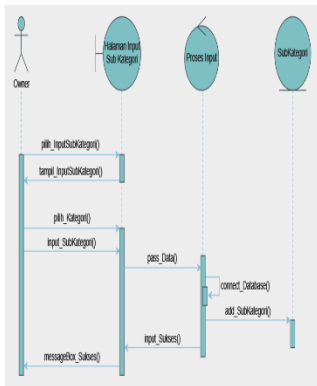 Halaman Input
Sub Kategori
Proses Input
SubKategori
Owner
pilih_InputSubKategori()
tampil_InputSubKategori()
pilih_Kategori()
input_SubKategori()
pass_Data()
connect_Database()
add_SubKategori()
input_Sukses()
messageBox_Sukses()